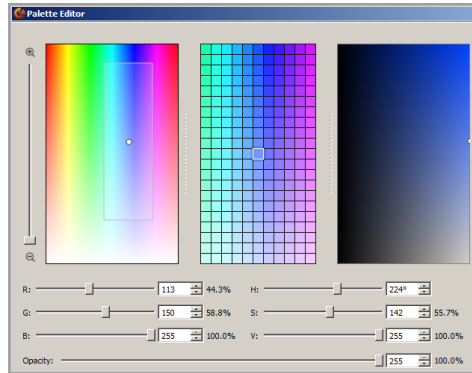 Palette Editor
R: 113 44.3% H: 224°
G: 150 58.8% S: 142 55.7%
B: 255 100.0% V: 255 100.0%
Opacity: 255 100.0%